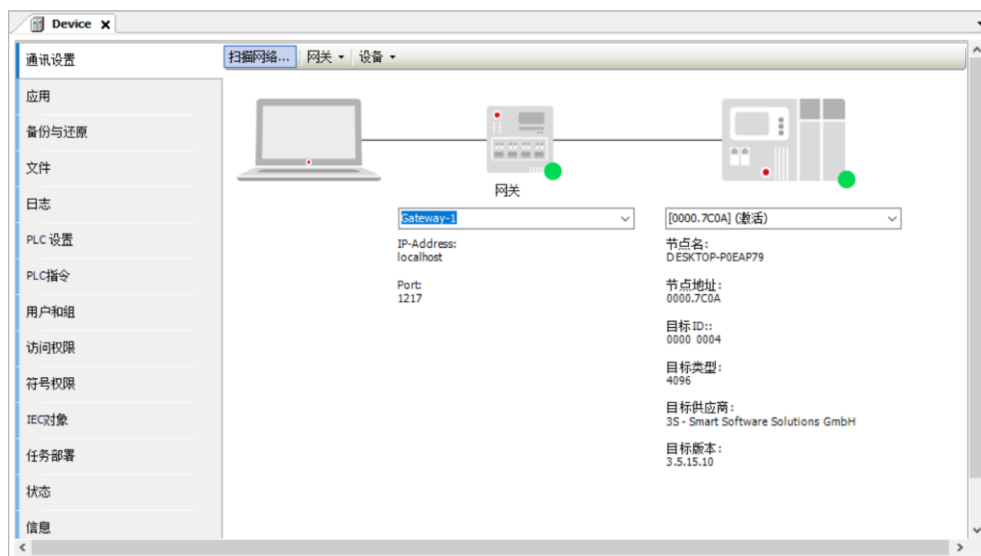 Device
通讯设置
扫描网络... 网关 设备
应用
备份与还原
文件
日志
PLC 设置
PLC指令
用户和组
访问权限
符号权限
IEC对象
任务部署
状态
信息
网关
Gateway-1
IP-Address:
localhost
Port:
1217
[0000.7C0A] (激活)
节点名:
DESKTOP-P0EAP79
节点地址:
0000.7C0A
目标ID::
0000 0004
目标类型:
4096
目标供应商:
3S - Smart Software Solutions GmbH
目标版本:
3.5.15.10